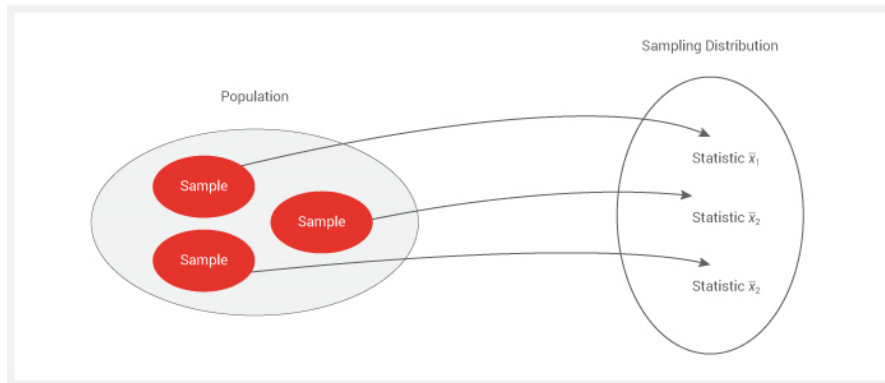 Sampling Distribution
Population
Statistic x̅₁
Sample
Sample
Statistic x̅₂
Sample
Statistic x̅₂